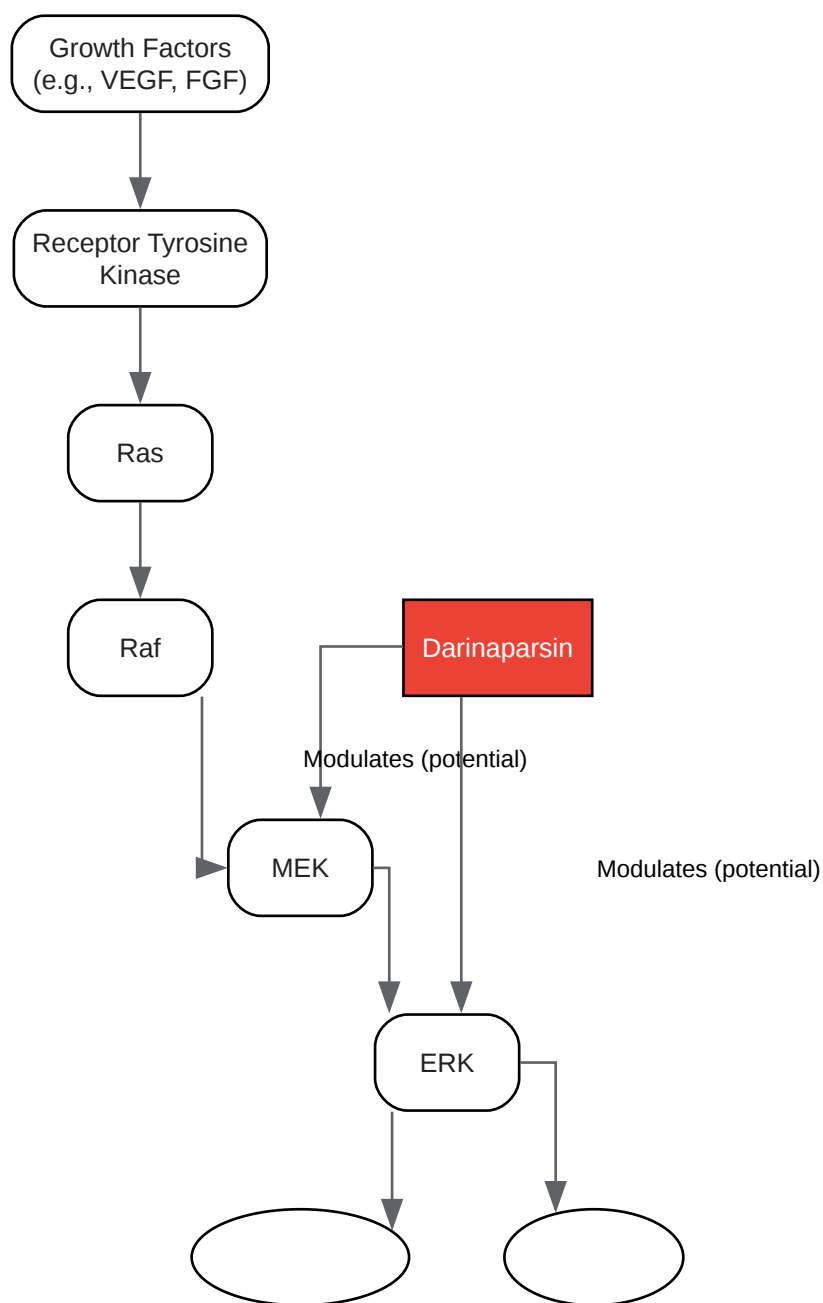 Growth Factors
(e.g., VEGF, FGF)
Receptor Tyrosine
Kinase
Ras
Raf
Darinaparsin
Modulates (potential)
MEK
Modulates (potential)
ERK